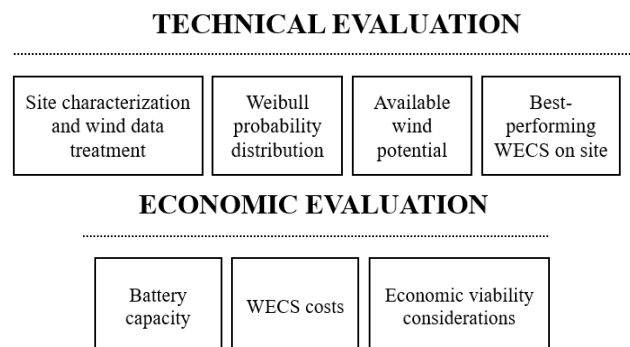 TECHNICAL EVALUATION
Site characterization
and wind data
treatment
Weibull
probability
distribution
Available
wind
potential
Best-
performing
WECS on site
ECONOMIC EVALUATION
Battery
capacity
WECS costs
Economic viability
considerations